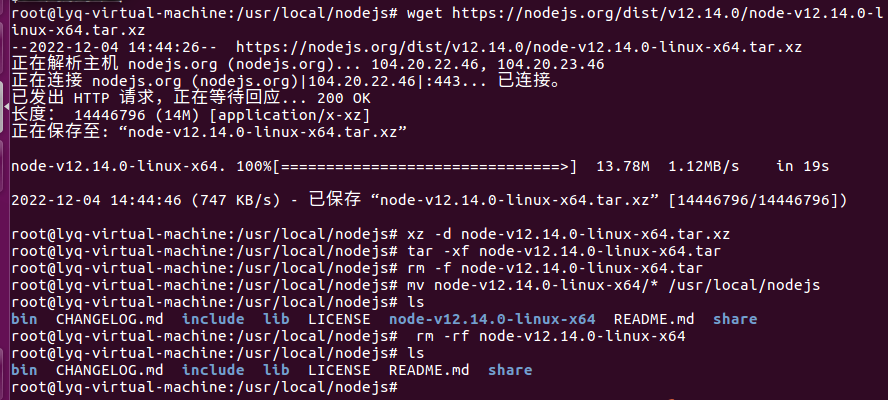 root@lyq-virtual-machine:/usr/local/nodejs# wget https://nodejs.org/dist/v12.14.0/node-v12.14.0-l
inux-x64.tar.xz
--2022-12-04 14:44:26--  https://nodejs.org/dist/v12.14.0/node-v12.14.0-linux-x64.tar.xz
正在解析主机 nodejs.org (nodejs.org)... 104.20.22.46, 104.20.23.46
正在连接 nodejs.org (nodejs.org)|104.20.22.46|:443... 已连接。
已发出 HTTP 请求，正在等待回应... 200 OK
长度： 14446796 (14M) [application/x-xz]
正在保存至: “node-v12.14.0-linux-x64.tar.xz”
node-v12.14.0-linux-x64. 100%[===============================>]  13.78M  1.12MB/s    in 19s
2022-12-04 14:44:46 (747 KB/s) - 已保存 “node-v12.14.0-linux-x64.tar.xz” [14446796/14446796])
root@lyq-virtual-machine:/usr/local/nodejs# xz -d node-v12.14.0-linux-x64.tar.xz
root@lyq-virtual-machine:/usr/local/nodejs# tar -xf node-v12.14.0-linux-x64.tar
root@lyq-virtual-machine:/usr/local/nodejs# rm -f node-v12.14.0-linux-x64.tar
root@lyq-virtual-machine:/usr/local/nodejs# mv node-v12.14.0-linux-x64/* /usr/local/nodejs
root@lyq-virtual-machine:/usr/local/nodejs# ls
bin  CHANGELOG.md  include  lib  LICENSE  node-v12.14.0-linux-x64  README.md  share
root@lyq-virtual-machine:/usr/local/nodejs#  rm -rf node-v12.14.0-linux-x64
root@lyq-virtual-machine:/usr/local/nodejs# ls
bin  CHANGELOG.md  include  lib  LICENSE  README.md  share
root@lyq-virtual-machine:/usr/local/nodejs#